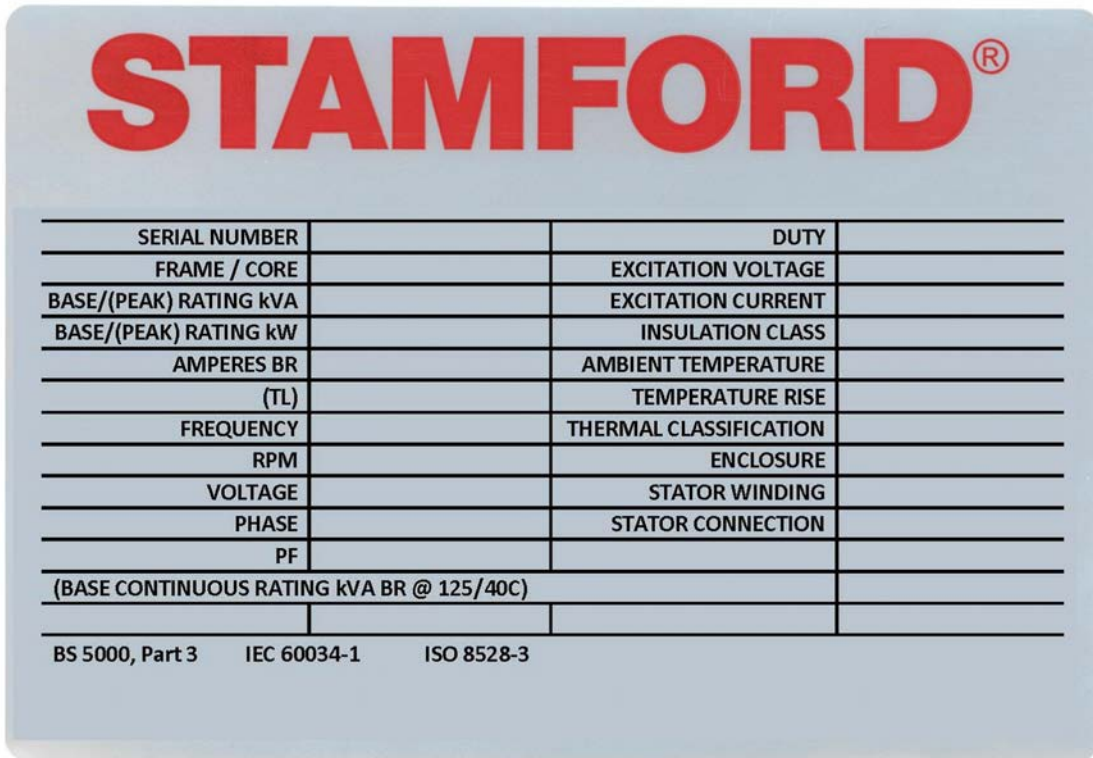 STAMFORD®
SERIAL NUMBER DUTY
FRAME / CORE EXCITATION VOLTAGE
BASE/(PEAK) RATING kVA EXCITATION CURRENT
BASE/(PEAK) RATING kW INSULATION CLASS
AMPERES BR AMBIENT TEMPERATURE
(TL) TEMPERATURE RISE
FREQUENCY THERMAL CLASSIFICATION
RPM ENCLOSURE
VOLTAGE STATOR WINDING
PHASE STATOR CONNECTION
PF
(BASE CONTINUOUS RATING kVA BR @ 125/40C)
BS 5000, Part 3 IEC 60034-1 ISO 8528-3